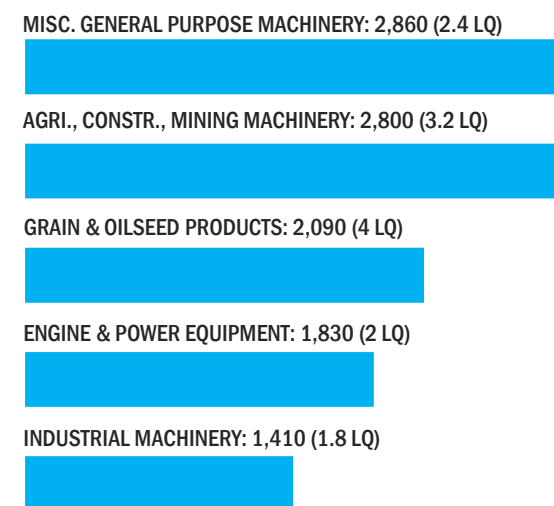 MISC. GENERAL PURPOSE MACHINERY: 2,860 (2.4 LQ)
AGRI., CONSTR., MINING MACHINERY: 2,800 (3.2 LQ)
GRAIN & OILSEED PRODUCTS: 2,090 (4 LQ)
ENGINE & POWER EQUIPMENT: 1,830 (2 LQ)
INDUSTRIAL MACHINERY: 1,410 (1.8 LQ)